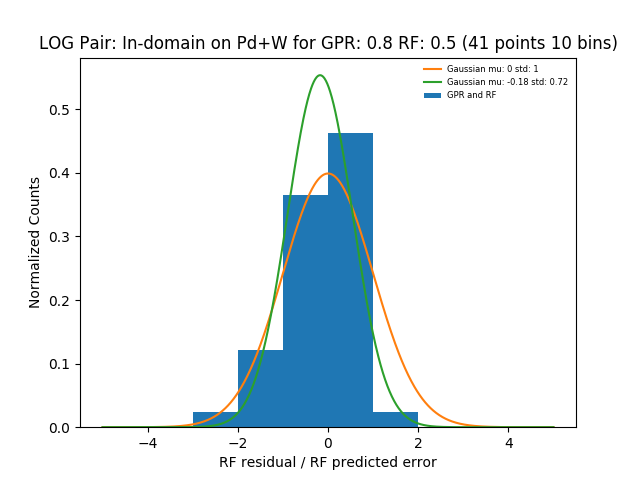 LOG Pair: In-domain on Pd+W for GPR: 0.8 RF: 0.5 (41 points 10 bins)
Gaussian mu: 0 std: 1
Gaussian mu: -0.18 std: 0.72
GPR and RF
Normalized Counts
0.5
0.4
0.3
0.2
0.1
0.0
−4 −2 0 2 4
RF residual / RF predicted error